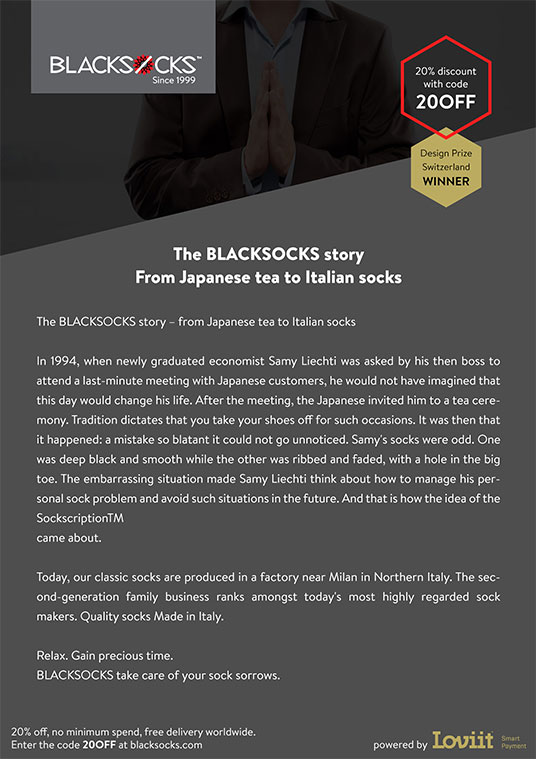 BLACKSOCKS™
Since 1999
20% discount
with code
20OFF
Design Prize
Switzerland
WINNER
The BLACKSOCKS story
From Japanese tea to Italian socks
The BLACKSOCKS story – from Japanese tea to Italian socks
In 1994, when newly graduated economist Samy Liechti was asked by his then boss to
attend a last-minute meeting with Japanese customers, he would not have imagined that
this day would change his life. After the meeting, the Japanese invited him to a tea cere-
mony. Tradition dictates that you take your shoes off for such occasions. It was then that
it happened: a mistake so blatant it could not go unnoticed. Samy's socks were odd. One
was deep black and smooth while the other was ribbed and faded, with a hole in the big
toe. The embarrassing situation made Samy Liechti think about how to manage his per-
sonal sock problem and avoid such situations in the future. And that is how the idea of the
SockscriptionTM
came about.
Today, our classic socks are produced in a factory near Milan in Northern Italy. The sec-
ond-generation family business ranks amongst today's most highly regarded sock
makers. Quality socks Made in Italy.
Relax. Gain precious time.
BLACKSOCKS take care of your sock sorrows.
20% off, no minimum spend, free delivery worldwide.
Enter the code 20OFF at blacksocks.com
powered by Loviit Smart
Payment